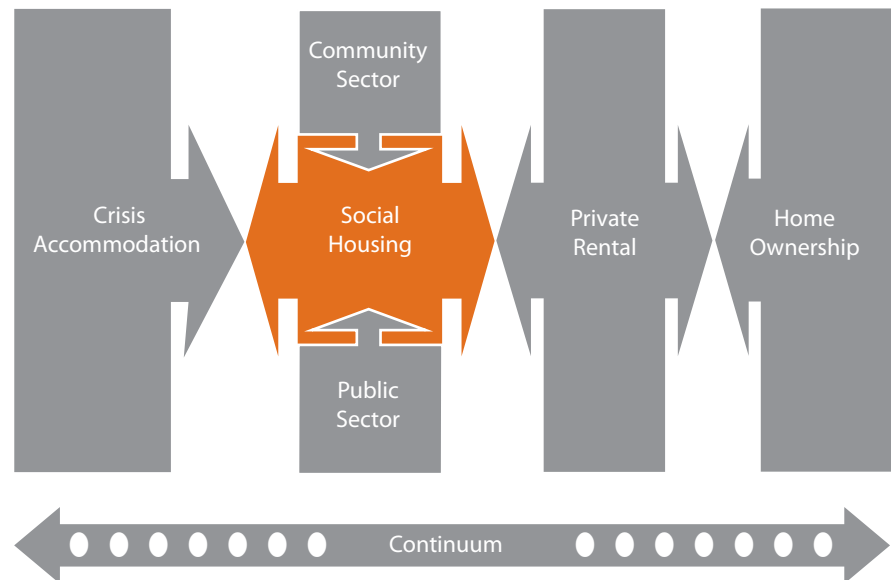 Community
Sector
Crisis
Accommodation
Social
Housing
Private
Rental
Home
Ownership
Public
Sector
Continuum